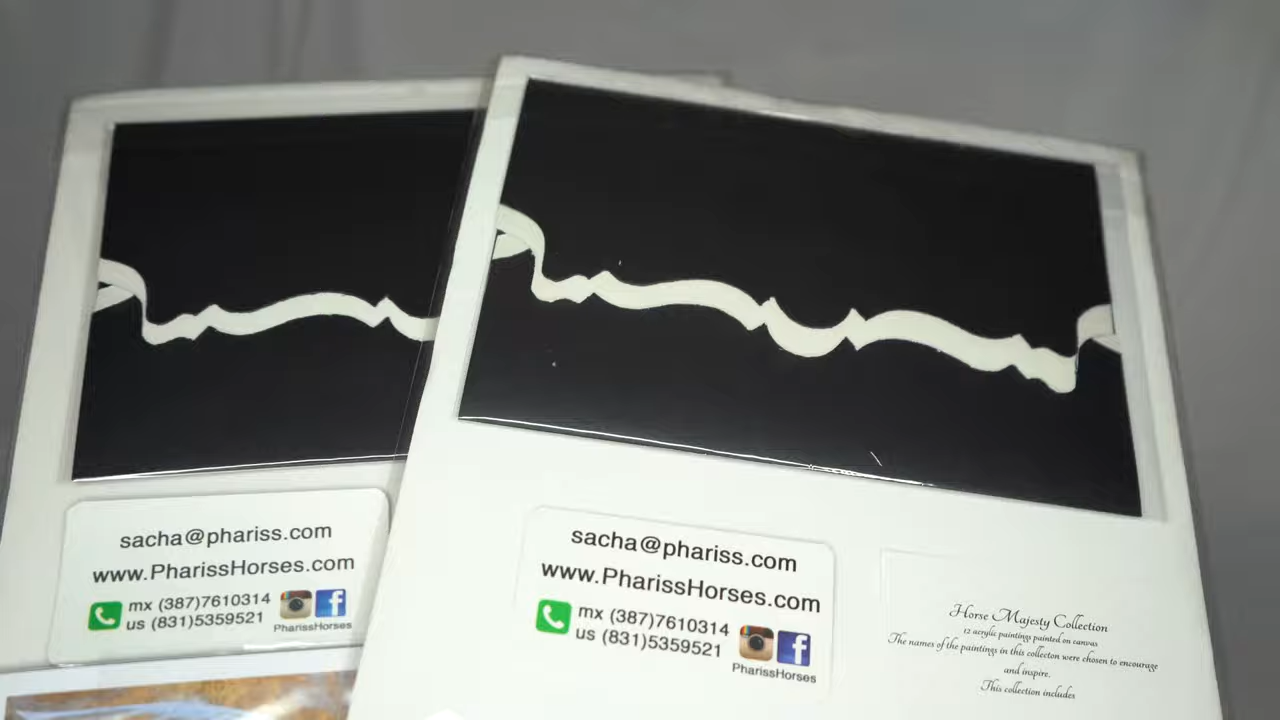 sacha@phariss.com
www.PharissHorses.com
mx (387)7610314
us (831)5359521
PharissHorses
sacha@phariss.com
www.PharissHorses.com
mx (387)7610314
us (831)5359521
PharissHorses
Horse Majesty Collection
12 acrylic paintings painted on canvas
The names of the paintings in this collecton were chosen to encourage
and inspire.
This collection includes